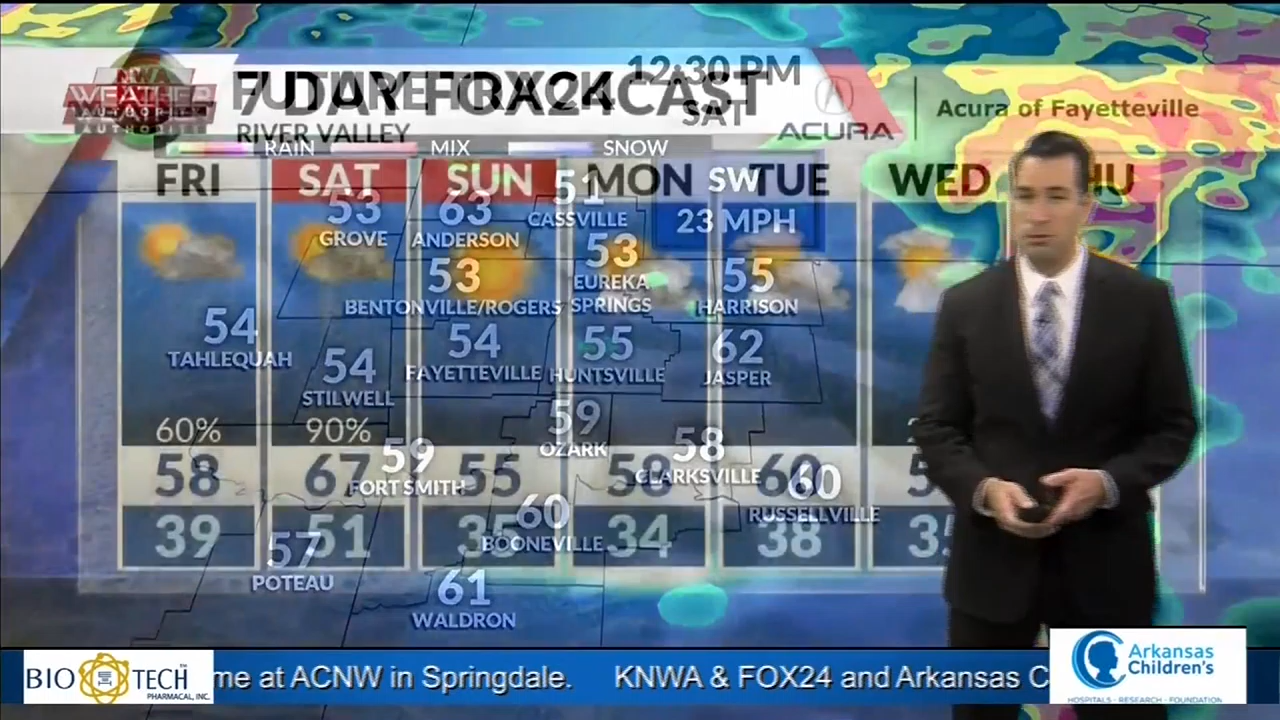 NWA
WEATHER
AUTHORITY
7 DAY FORECAST
FUTURE TRACK
12:30 PM
SAT
RIVER VALLEY
ACURA
Acura of Fayetteville
RAIN MIX SNOW
FRI SAT SUN MON TUE WED THU
SW
23 MPH
53
GROVE
63
ANDERSON
51
CASSVILLE
53
BENTONVILLE/ROGERS
53
EUREKA
SPRINGS
55
HARRISON
54
TAHLEQUAH
54
STILWELL
54
FAYETTEVILLE
55
HUNTSVILLE
62
JASPER
60% 90%
59
FORT SMITH
59
OZARK
58
CLARKSVILLE
60
RUSSELLVILLE
58 67 55 58 60
39 51 35 34 38
57
POTEAU
60
BOONEVILLE
61
WALDRON
BIO TECH
PHARMACAL, INC.
me at ACNW in Springdale. KNWA & FOX24 and Arkansas C
Arkansas
Children's
HOSPITALS - RESEARCH - FOUNDATION